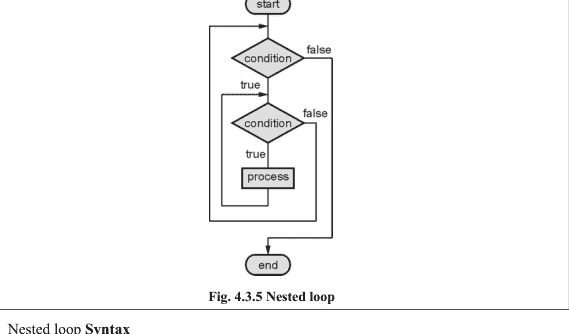 start
condition
false
true
condition
false
true
process
end
Fig. 4.3.5 Nested loop
Nested loop Syntax